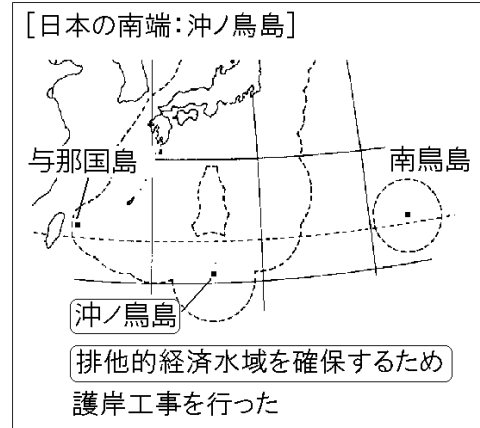 [日本の南端:沖ノ鳥島]
与那国島
南鳥島
沖ノ鳥島
排他的経済水域を確保するため
護岸工事を行った